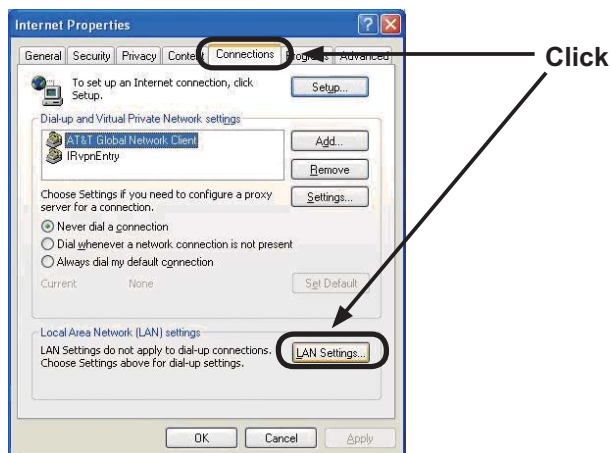 Internet Properties
General Security Privacy Content Connections Programs Advanced
Click
To set up an Internet connection, click
Setup.
Setup...
Dial-up and Virtual Private Network settings
AT&T Global Network Client
IRvpnEntry
Add...
Remove
Choose Settings if you need to configure a proxy
server for a connection.
Settings...
Never dial a connection
Dial whenever a network connection is not present
Always dial my default connection
Current None
Set Default
Local Area Network (LAN) settings
LAN Settings do not apply to dial-up connections.
Choose Settings above for dial-up settings.
LAN Settings...
OK Cancel Apply